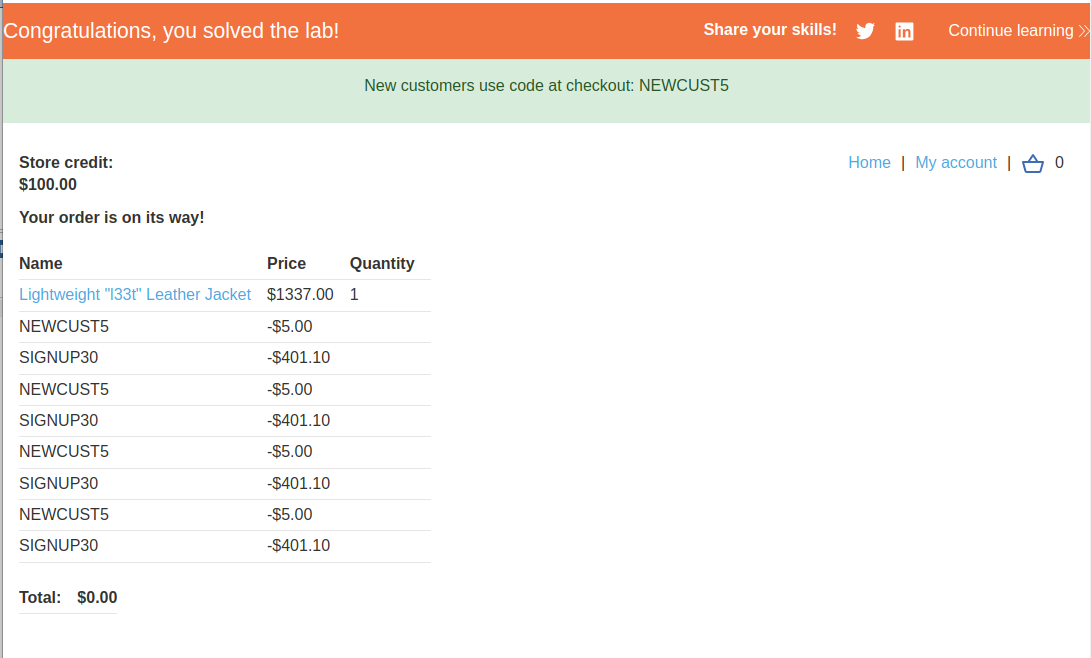 Congratulations, you solved the lab!
Share your skills!
Continue learning
New customers use code at checkout: NEWCUST5
Store credit:
$100.00
Home | My account | 0
Your order is on its way!
Name Price Quantity
Lightweight "l33t" Leather Jacket $1337.00 1
NEWCUST5 -$5.00
SIGNUP30 -$401.10
NEWCUST5 -$5.00
SIGNUP30 -$401.10
NEWCUST5 -$5.00
SIGNUP30 -$401.10
NEWCUST5 -$5.00
SIGNUP30 -$401.10
Total: $0.00